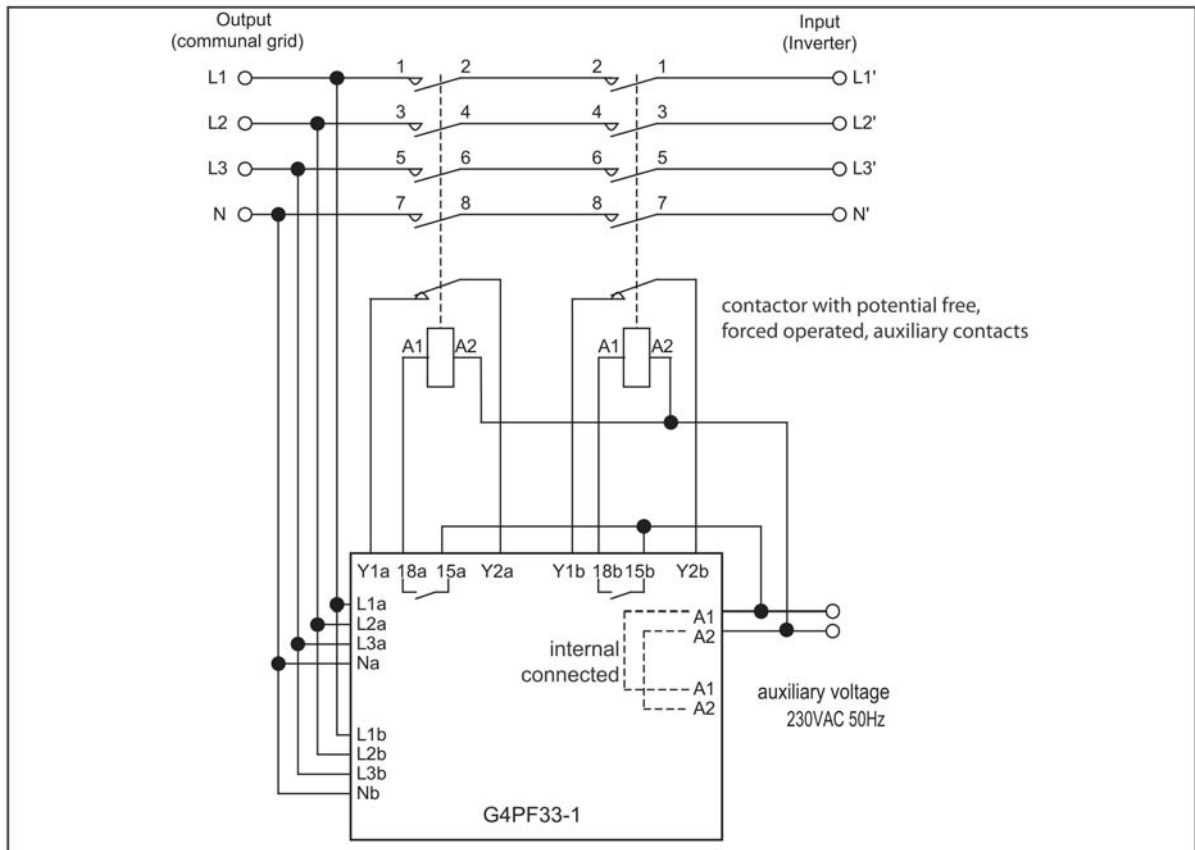 Output
(communal grid)
Input
(Inverter)
L1 1 2 2 1 L1'
L2 3 4 4 3 L2'
L3 5 6 6 5 L3'
N 7 8 8 7 N'
contactor with potential free,
forced operated, auxiliary contacts
A1 A2 A1 A2
Y1a 18a 15a Y2a Y1b 18b 15b Y2b
L1a
L2a
L3a
Na
A1
A2
internal
connected
A1
A2
auxiliary voltage
230VAC 50Hz
L1b
L2b
L3b
Nb
G4PF33-1